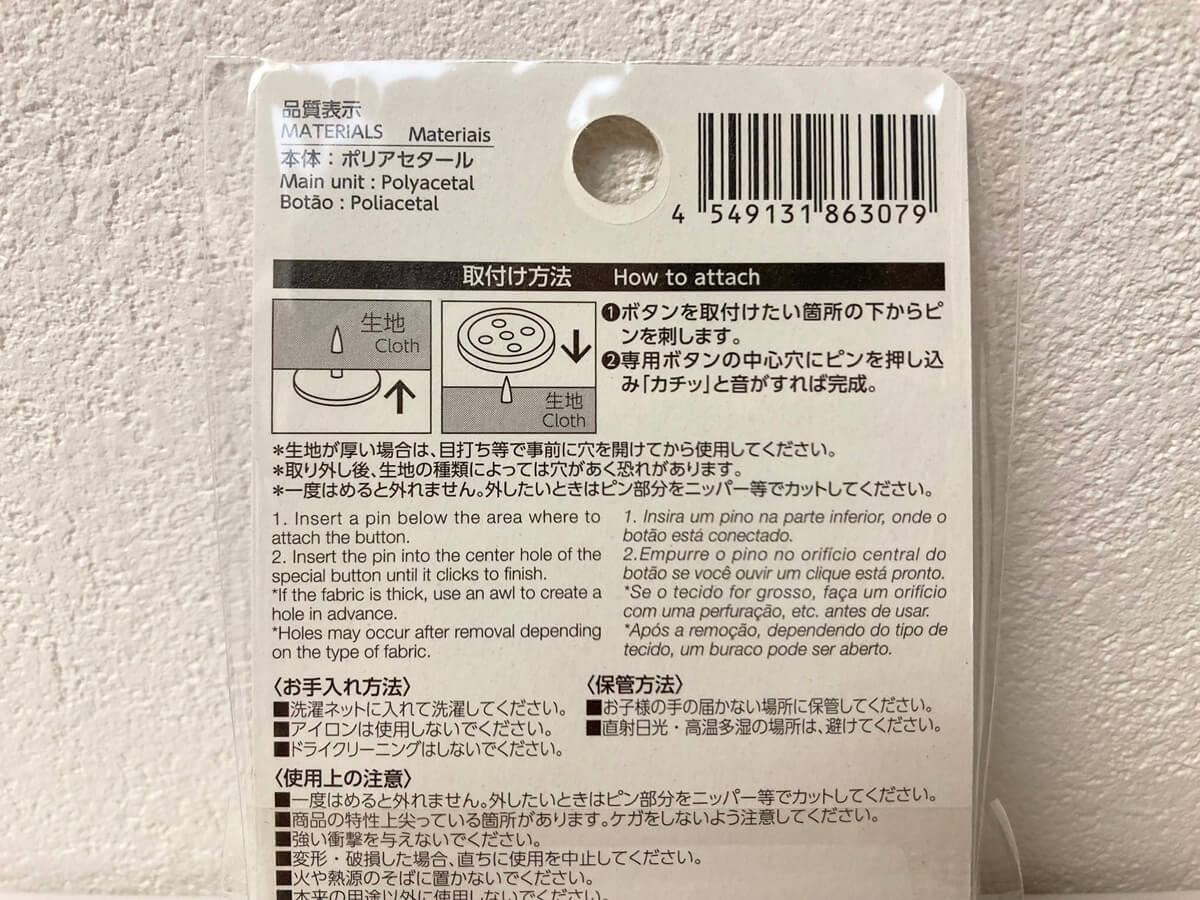 品質表示
MATERIALS Materiais
本体：ポリアセタール
Main unit : Polyacetal
Botão : Poliacetal
4 549131 863079
取付け方法 How to attach
生地
Cloth
生地
Cloth
❶ボタンを取付けたい箇所の下からピ
ンを刺します。
❷専用ボタンの中心穴にピンを押し込
み「カチッ」と音がすれば完成。
*生地が厚い場合は、目打ち等で事前に穴を開けてから使用してください。
*取り外し後、生地の種類によっては穴があく恐れがあります。
*一度はめると外れません。外したいときはピン部分をニッパー等でカットしてください。
1. Insert a pin below the area where to
attach the button.
2. Insert the pin into the center hole of the
special button until it clicks to finish.
*If the fabric is thick, use an awl to create a
hole in advance.
*Holes may occur after removal depending
on the type of fabric.
1. Insira um pino na parte inferior, onde o
botão está conectado.
2.Empurre o pino no orifício central do
botão se você ouvir um clique está pronto.
*Se o tecido for grosso, faça um orifício
com uma perfuração, etc. antes de usar.
*Após a remoção, dependendo do tipo de
tecido, um buraco pode ser aberto.
〈お手入れ方法〉
■洗濯ネットに入れて洗濯してください。
■アイロンは使用しないでください。
■ドライクリーニングはしないでください。
〈保管方法〉
■お子様の手の届かない場所に保管してください。
■直射日光・高温多湿の場所は、避けてください。
〈使用上の注意〉
■一度はめると外れません。外したいときはピン部分をニッパー等でカットしてください。
■商品の特性上尖っている箇所があります。ケガをしないよう注意してください。
■強い衝撃を与えないでください。
■変形・破損した場合、直ちに使用を中止してください。
■火や熱源のそばに置かないでください。
■本来の用途以外に使用しないでください。